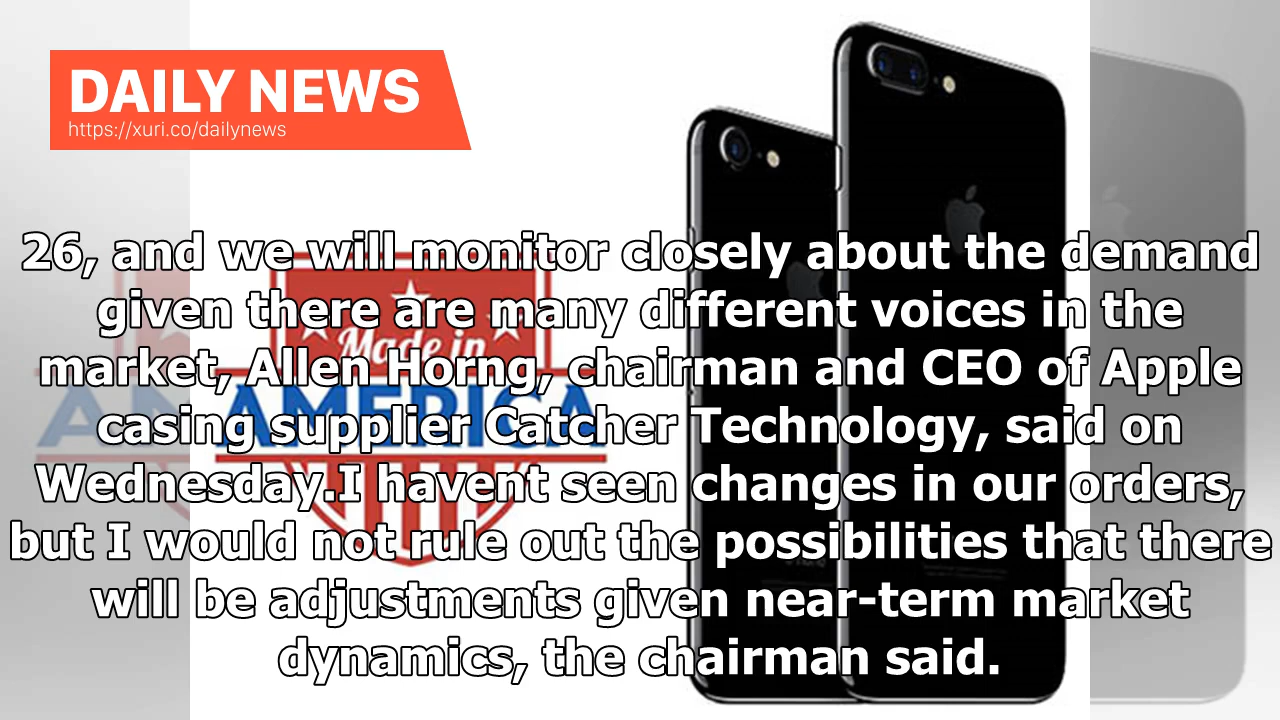 DAILY NEWS
https://xuri.co/dailynews
26, and we will monitor closely about the demand
given there are many different voices in the
market, Allen Horng, chairman and CEO of Apple
casing supplier Catcher Technology, said on
Wednesday.I havent seen changes in our orders,
but I would not rule out the possibilities that there
will be adjustments given near-term market
dynamics, the chairman said.
Made in
AMERICA